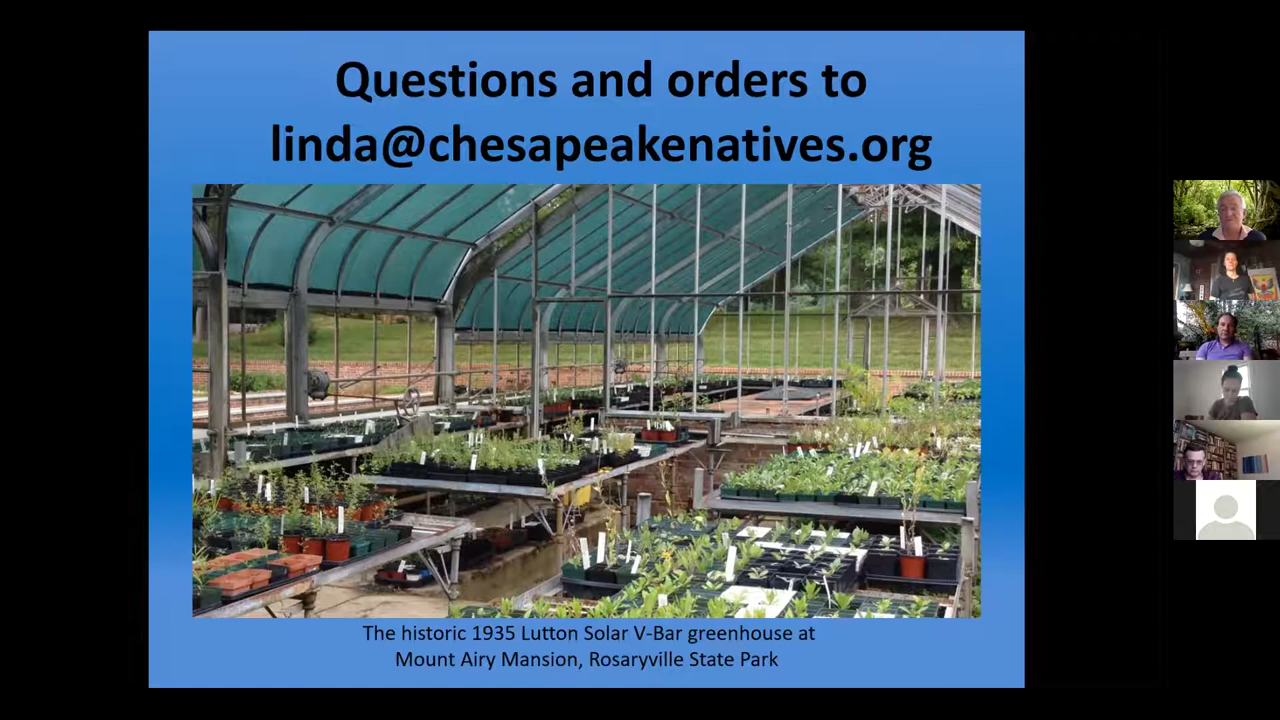 Questions and orders to
linda@chesapeakenatives.org
The historic 1935 Lutton Solar V-Bar greenhouse at
Mount Airy Mansion, Rosaryville State Park